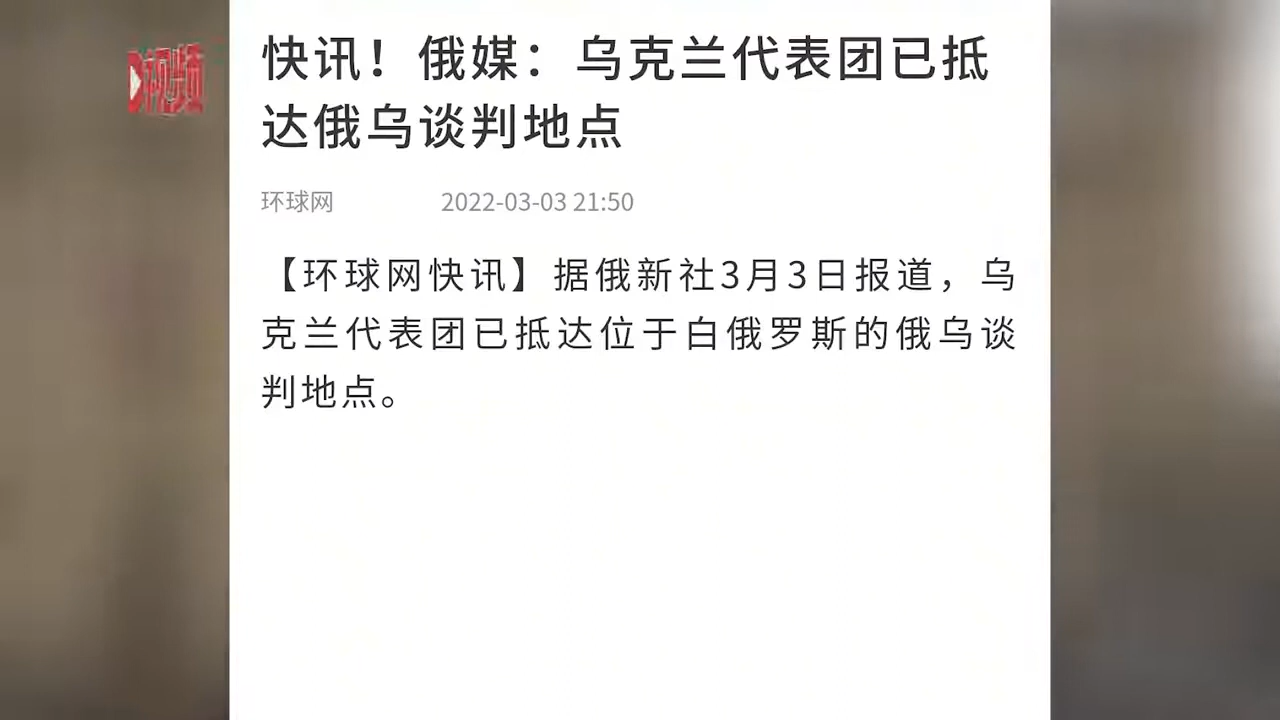 快讯！俄媒：乌克兰代表团已抵
达俄乌谈判地点
环球网 2022-03-03 21:50
【环球网快讯】据俄新社3月3日报道，乌
克兰代表团已抵达位于白俄罗斯的俄乌谈
判地点。